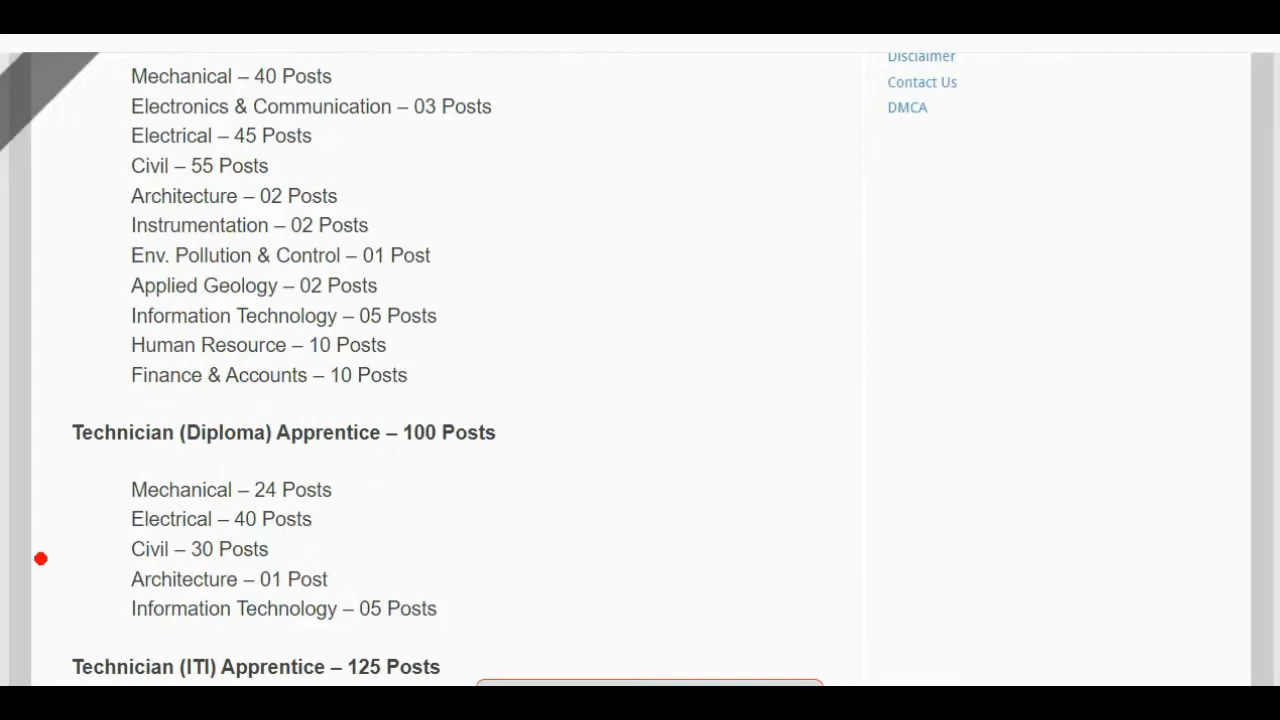 Mechanical – 40 Posts
Electronics & Communication – 03 Posts
Electrical – 45 Posts
Civil – 55 Posts
Architecture – 02 Posts
Instrumentation – 02 Posts
Env. Pollution & Control – 01 Post
Applied Geology – 02 Posts
Information Technology – 05 Posts
Human Resource – 10 Posts
Finance & Accounts – 10 Posts
Technician (Diploma) Apprentice – 100 Posts
Mechanical – 24 Posts
Electrical – 40 Posts
Civil – 30 Posts
Architecture – 01 Post
Information Technology – 05 Posts
Technician (ITI) Apprentice – 125 Posts
Disclaimer
Contact Us
DMCA